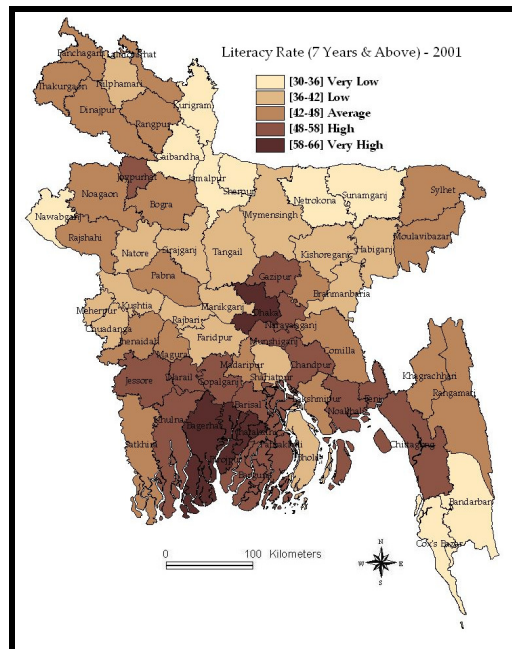 Literacy Rate (7 Years & Above) - 2001
[30-36] Very Low
[36-42] Low
[42-48] Average
[48-58] High
[58-66] Very High
Panchagarh
Nilphamari
Thakurgaon
Dinajpur
Rangpur
Kurigram
Gaibandha
Joypurhat
Jamalpur
Sherpur
Netrokona
Sunamganj
Sylhet
Noagaon
Bogra
Mymensingh
Nawabganj
Moulavibazar
Rajshahi
Natore
Sirajganj
Tangail
Kishoreganj
Habiganj
Gazipur
Pabna
Brahmanbaria
Meherpur
Kushtia
Manikganj
Dhaka
Rajbari
Narayanganj
Chuadanga
Jhenaidah
Faridpur
Munshiganj
Comilla
Magura
Madaripur
Chandpur
Khagrachhari
Shariatpur
Jessore
Narail
Gopalganj
Rangamati
Barisal
Lakshmipur
Feni
Noakhali
Khulna
Bagerhat
Satkhira
Chittagong
Bhola
Barguna
Bandarban
Cox's Bazar
0 100 Kilometers
N
W E
S